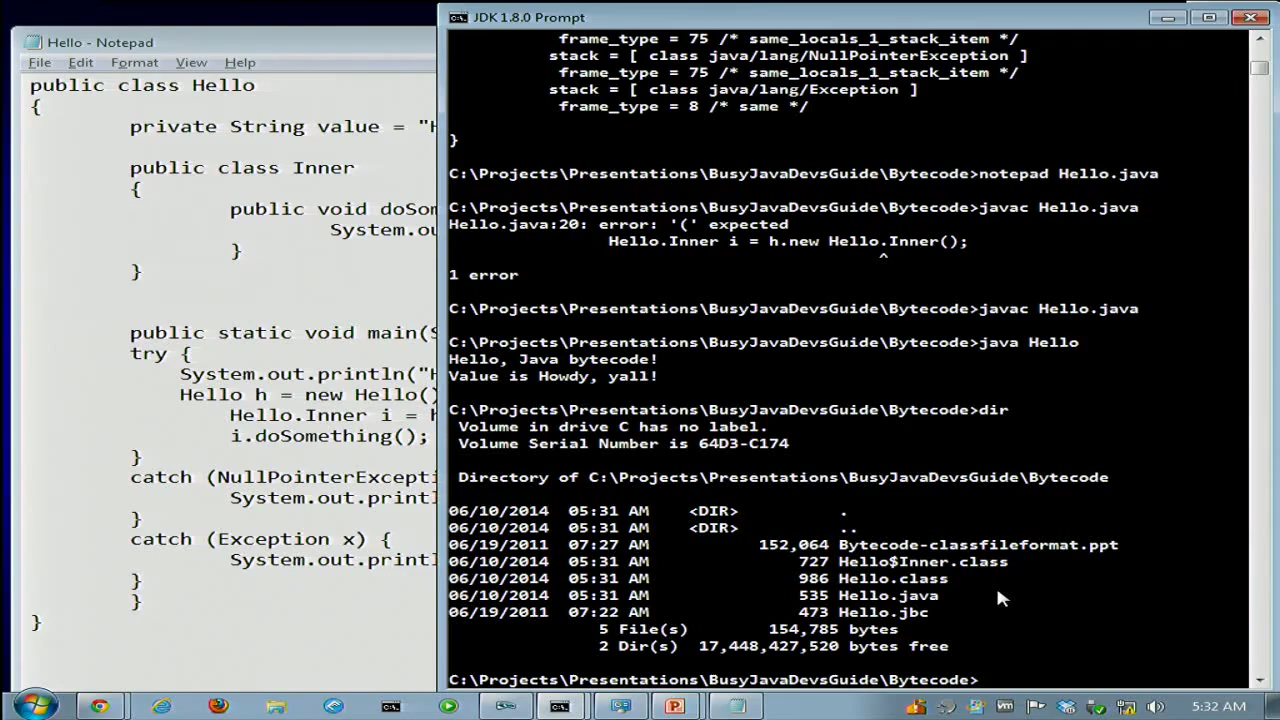 Hello - Notepad
File Edit Format View Help
public class Hello
{
private String value = "H
public class Inner
{
public void doSom
System.ou
}
}
public static void main(S
try {
System.out.println("H
Hello h = new Hello()
Hello.Inner i = h
i.doSomething();
}
catch (NullPointerExcepti
System.out.printl
}
catch (Exception x) {
System.out.printl
}
}
}
JDK 1.8.0 Prompt
frame_type = 75 /* same_locals_1_stack_item */
stack = [ class java/lang/NullPointerException ]
frame_type = 75 /* same_locals_1_stack_item */
stack = [ class java/lang/Exception ]
frame_type = 8 /* same */
}
C:\Projects\Presentations\BusyJavaDevsGuide\Bytecode>notepad Hello.java
C:\Projects\Presentations\BusyJavaDevsGuide\Bytecode>javac Hello.java
Hello.java:20: error: '(' expected
Hello.Inner i = h.new Hello.Inner();
^
1 error
C:\Projects\Presentations\BusyJavaDevsGuide\Bytecode>javac Hello.java
C:\Projects\Presentations\BusyJavaDevsGuide\Bytecode>java Hello
Hello, Java bytecode!
Value is Howdy, yall!
C:\Projects\Presentations\BusyJavaDevsGuide\Bytecode>dir
Volume in drive C has no label.
Volume Serial Number is 64D3-C174
Directory of C:\Projects\Presentations\BusyJavaDevsGuide\Bytecode
06/10/2014 05:31 AM <DIR> .
06/10/2014 05:31 AM <DIR> ..
06/19/2011 07:27 AM 152,064 Bytecode-classfileformat.ppt
06/10/2014 05:31 AM 727 Hello$Inner.class
06/10/2014 05:31 AM 986 Hello.class
06/10/2014 05:31 AM 535 Hello.java
06/19/2011 07:22 AM 473 Hello.jbc
5 File(s) 154,785 bytes
2 Dir(s) 17,448,427,520 bytes free
C:\Projects\Presentations\BusyJavaDevsGuide\Bytecode>
5:32 AM